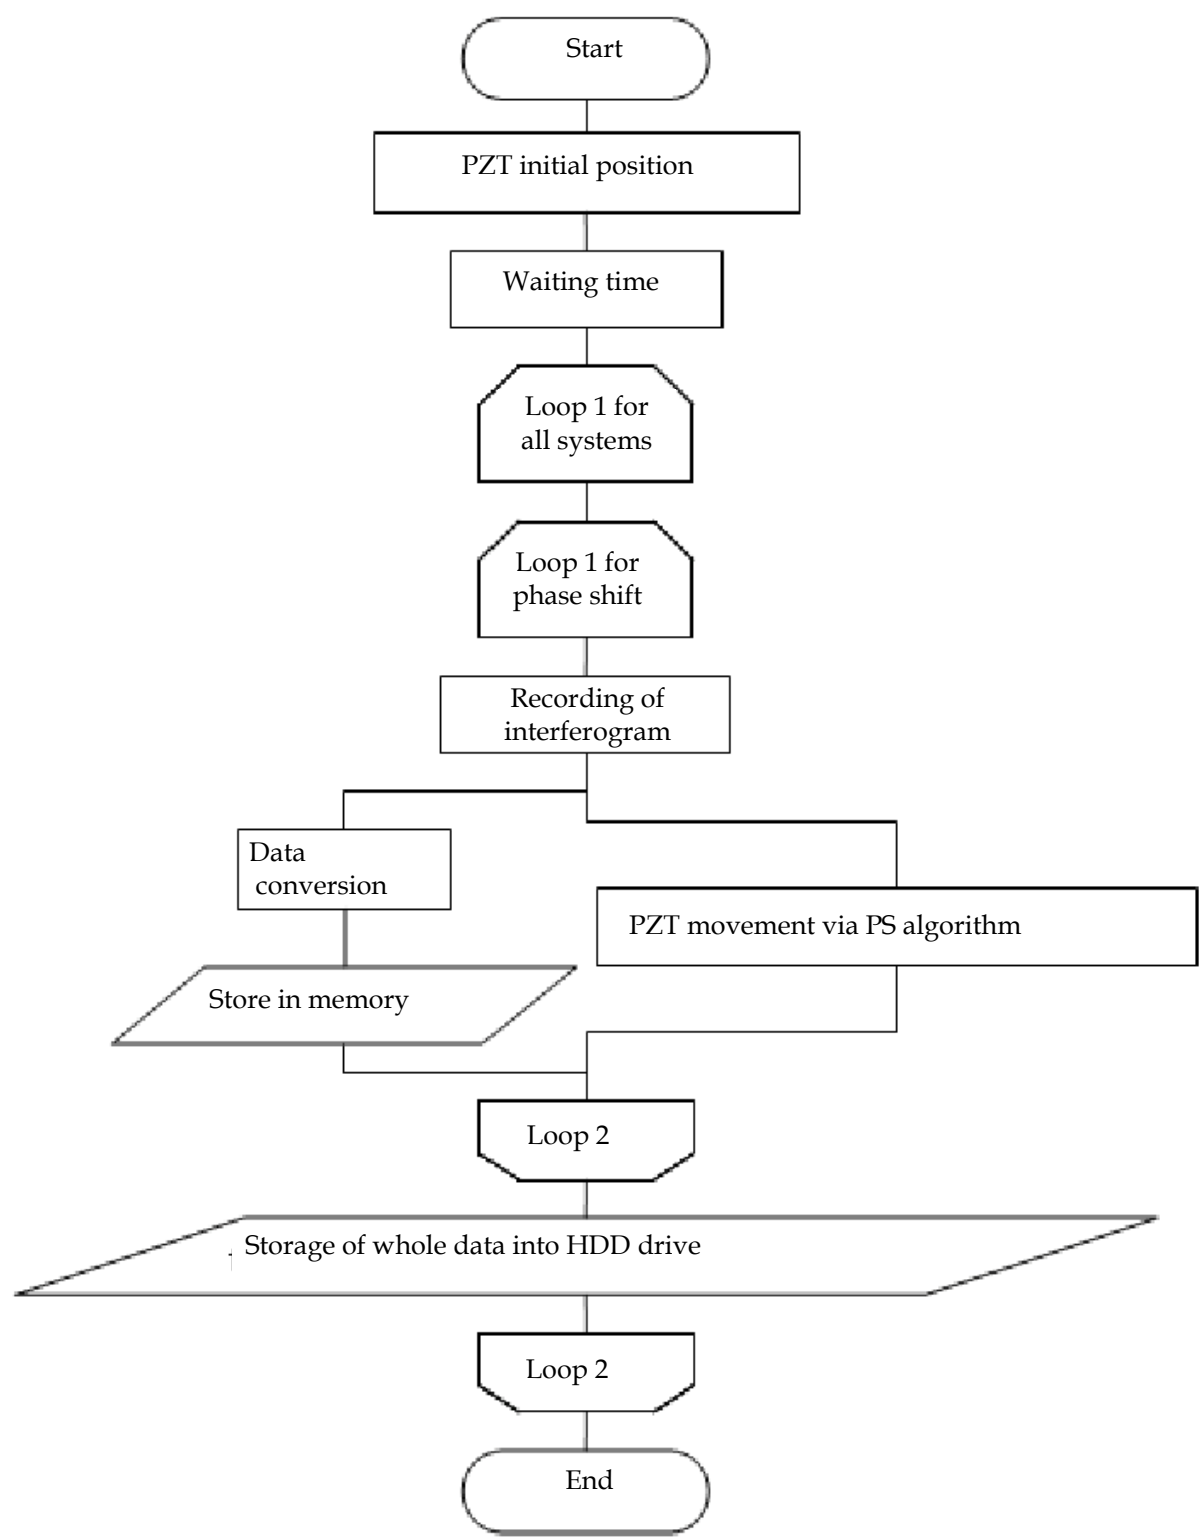 Start
PZT initial position
Waiting time
Loop 1 for
all systems
Loop 1 for
phase shift
Recording of
interferogram
Data
conversion
PZT movement via PS algorithm
Store in memory
Loop 2
Storage of whole data into HDD drive
Loop 2
End